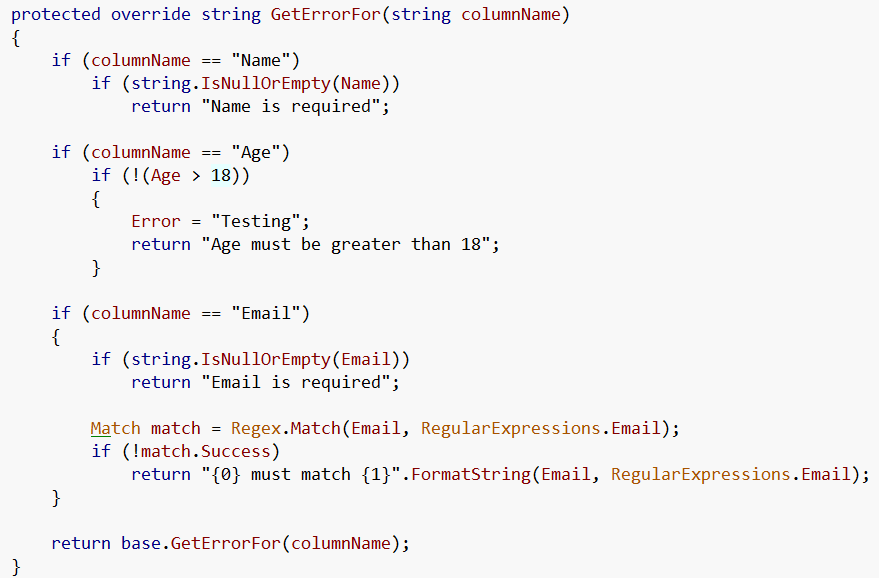 protected override string GetErrorFor(string columnName)
{
    if (columnName == "Name")
        if (string.IsNullOrEmpty(Name))
            return "Name is required";

    if (columnName == "Age")
        if (!(Age > 18))
        {
            Error = "Testing";
            return "Age must be greater than 18";
        }

    if (columnName == "Email")
    {
        if (string.IsNullOrEmpty(Email))
            return "Email is required";

        Match match = Regex.Match(Email, RegularExpressions.Email);
        if (!match.Success)
            return "{0} must match {1}".FormatString(Email, RegularExpressions.Email);
    }

    return base.GetErrorFor(columnName);
}